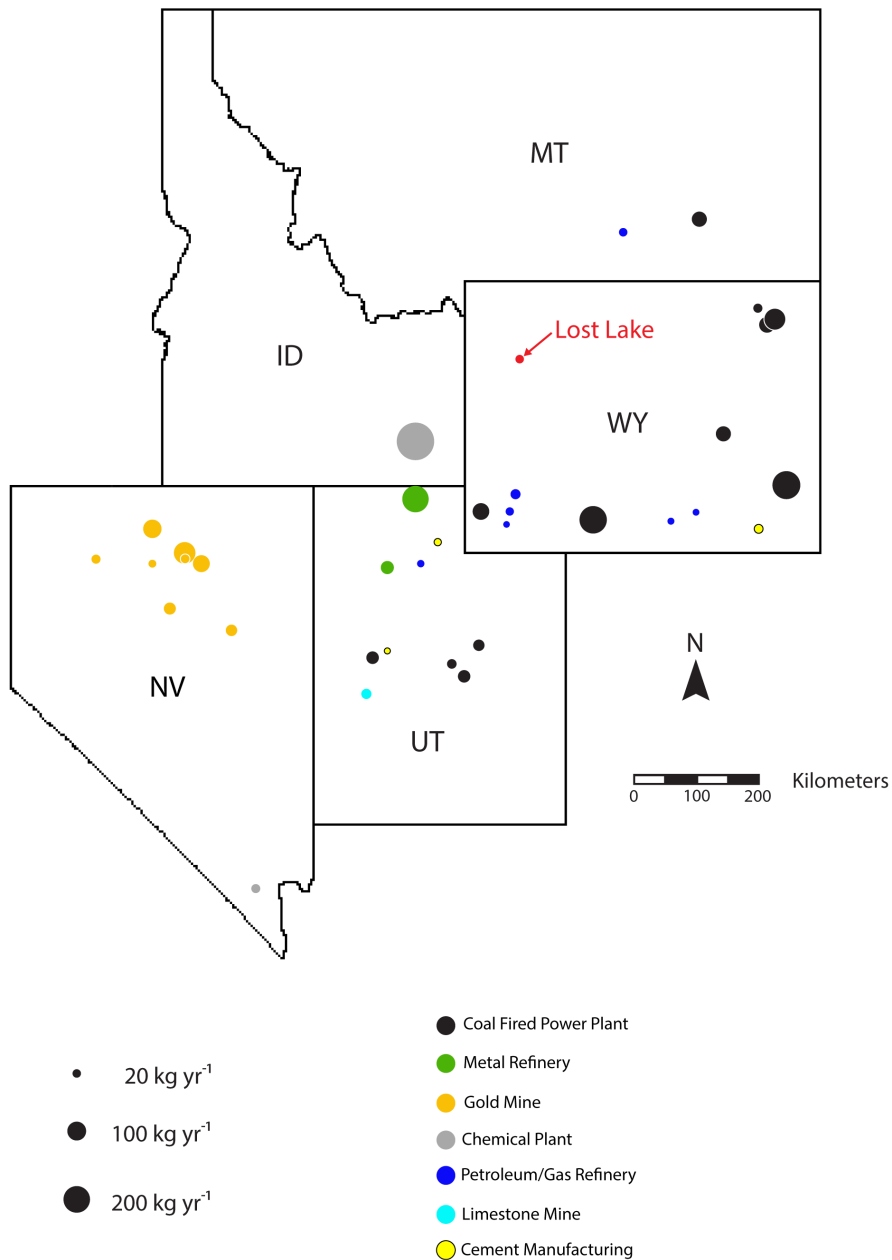 MT
Lost Lake
ID
WY
N
NV
UT
Kilometers
0 100 200
20 kg yr⁻¹
100 kg yr⁻¹
200 kg yr⁻¹
Coal Fired Power Plant
Metal Refinery
Gold Mine
Chemical Plant
Petroleum/Gas Refinery
Limestone Mine
Cement Manufacturing